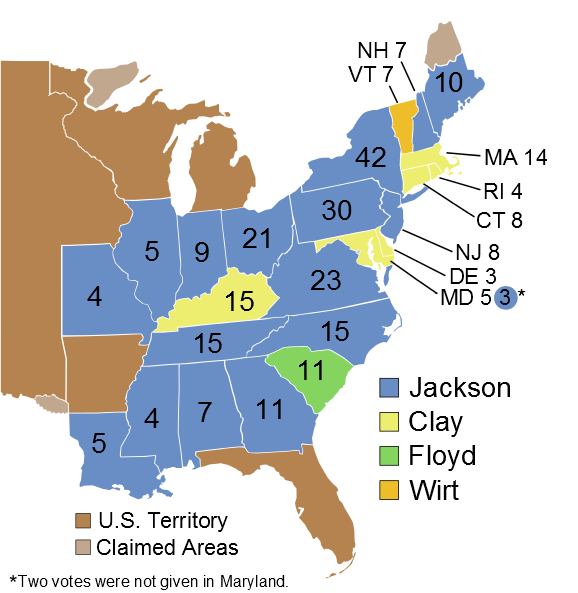 NH 7
VT 7
10
42
MA 14
RI 4
CT 8
30
NJ 8
DE 3
MD 5 3*
5
9
21
23
4
15
15
15
11
4
7
11
5
Jackson
Clay
Floyd
Wirt
U.S. Territory
Claimed Areas
*Two votes were not given in Maryland.